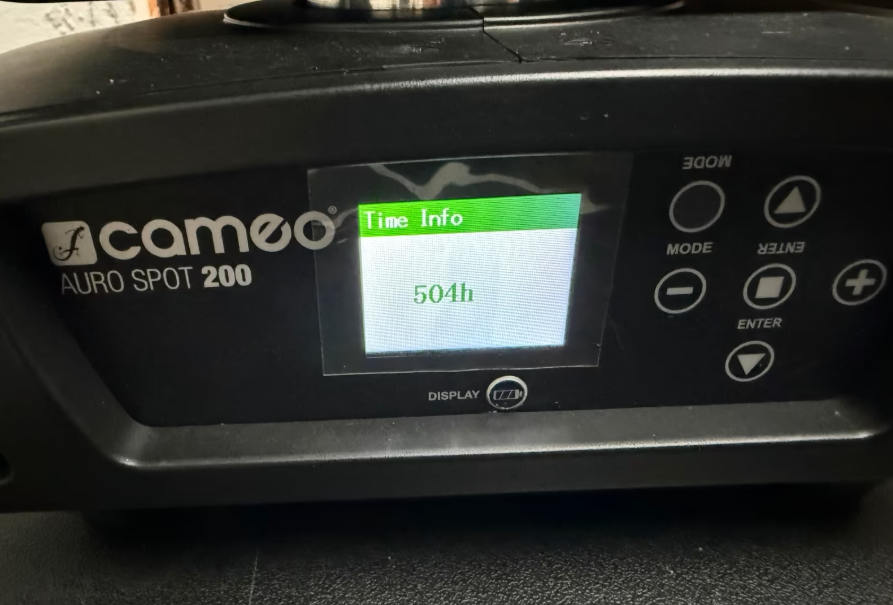 cameo®
AURO SPOT 200
Time Info
504h
MODE
MODE
ENTER
ENTER
DISPLAY